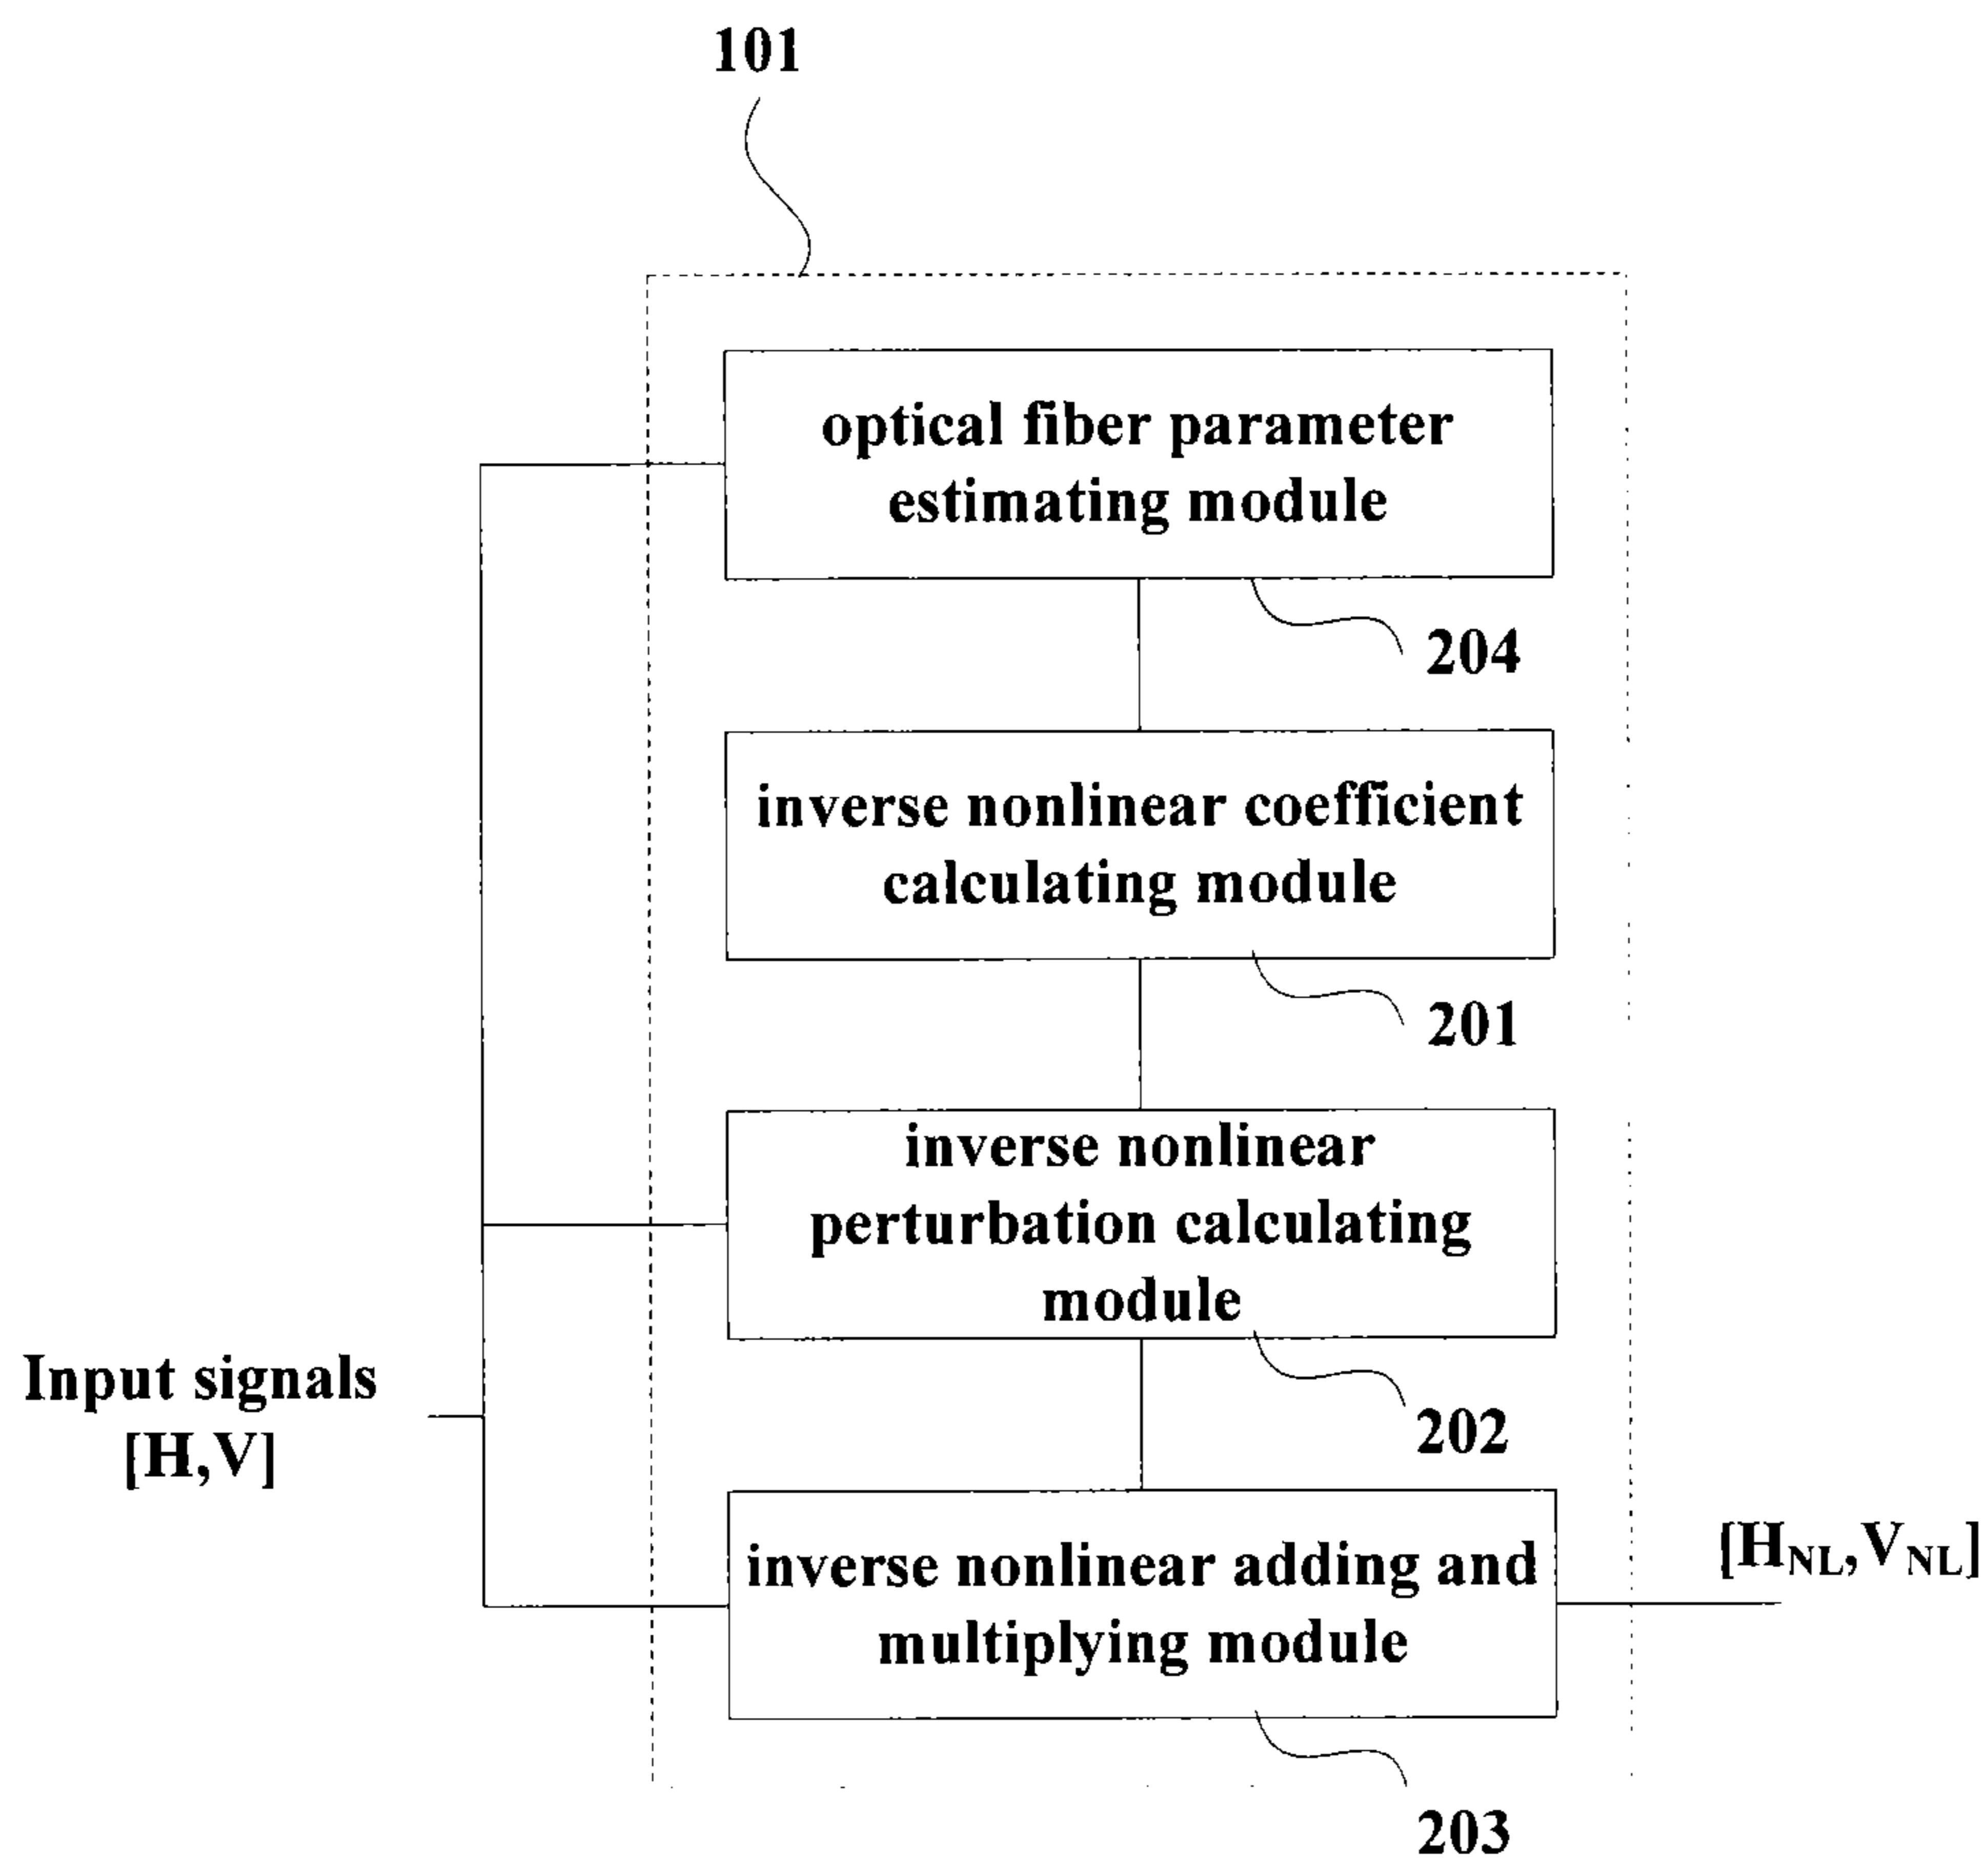 101
optical fiber parameter
estimating module
204
inverse nonlinear coefficient
calculating module
201
inverse nonlinear
perturbation calculating
module
202
Input signals
[H,V]
inverse nonlinear adding and
multiplying module
[HNL,VNL]
203